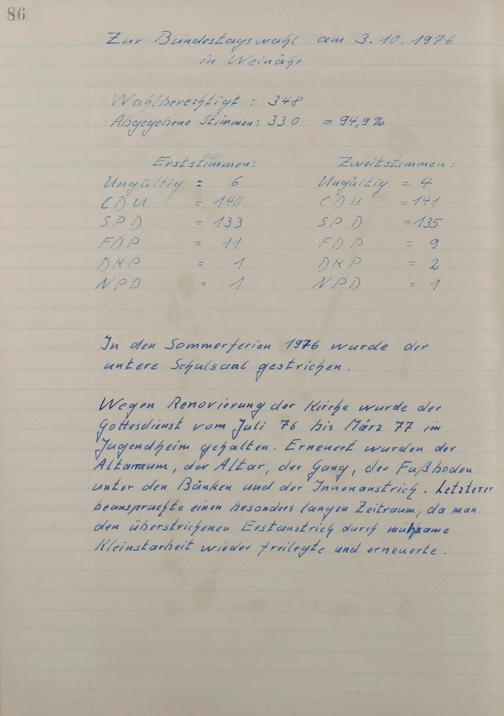 86
Zur Bundestagswahl am 3.10.1976
in Weinähr
Wahlberechtigt: 348
Abgegebene Stimmen: 330 = 94,9%
Erststimmen: Zweitstimmen:
Ungültig = 6 Ungültig = 4
CDU = 140 CDU = 141
SPD = 133 SPD = 135
FDP = 11 FDP = 9
DKP = 1 DKP = 2
NPD = 1 NPD = 1
In den Sommerferien 1976 wurde der
untere Schulsaal gestrichen.
Wegen Renovierung der Kirche wurde der
Gottesdienst vom Juli 76 bis März 77 im
Jugendheim gehalten. Erneuert wurden der
Altarraum, der Altar, der Gang, der Fußboden
unter den Bänken und der Innenanstrich. Letzterer
beanspruchte einen besonders langen Zeitraum, da man
den überstrichenen Erstanstrich durch mühsame
Kleinstarbeit wieder freilegte und erneuerte.